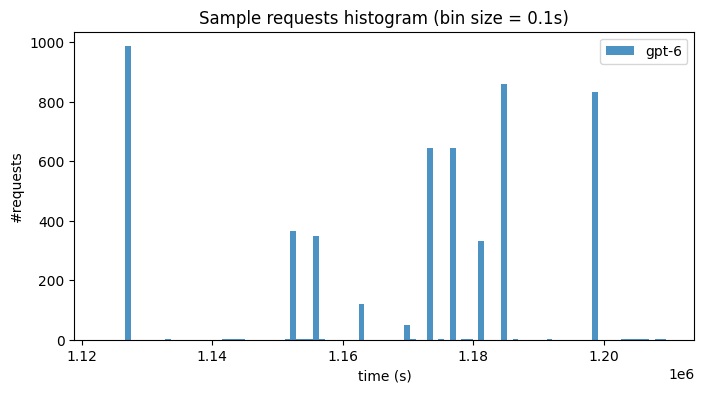 Sample requests histogram (bin size = 0.1s)
gpt-6
1000
800
600
400
200
0
#requests
1.12 1.14 1.16 1.18 1.20
1e6
time (s)